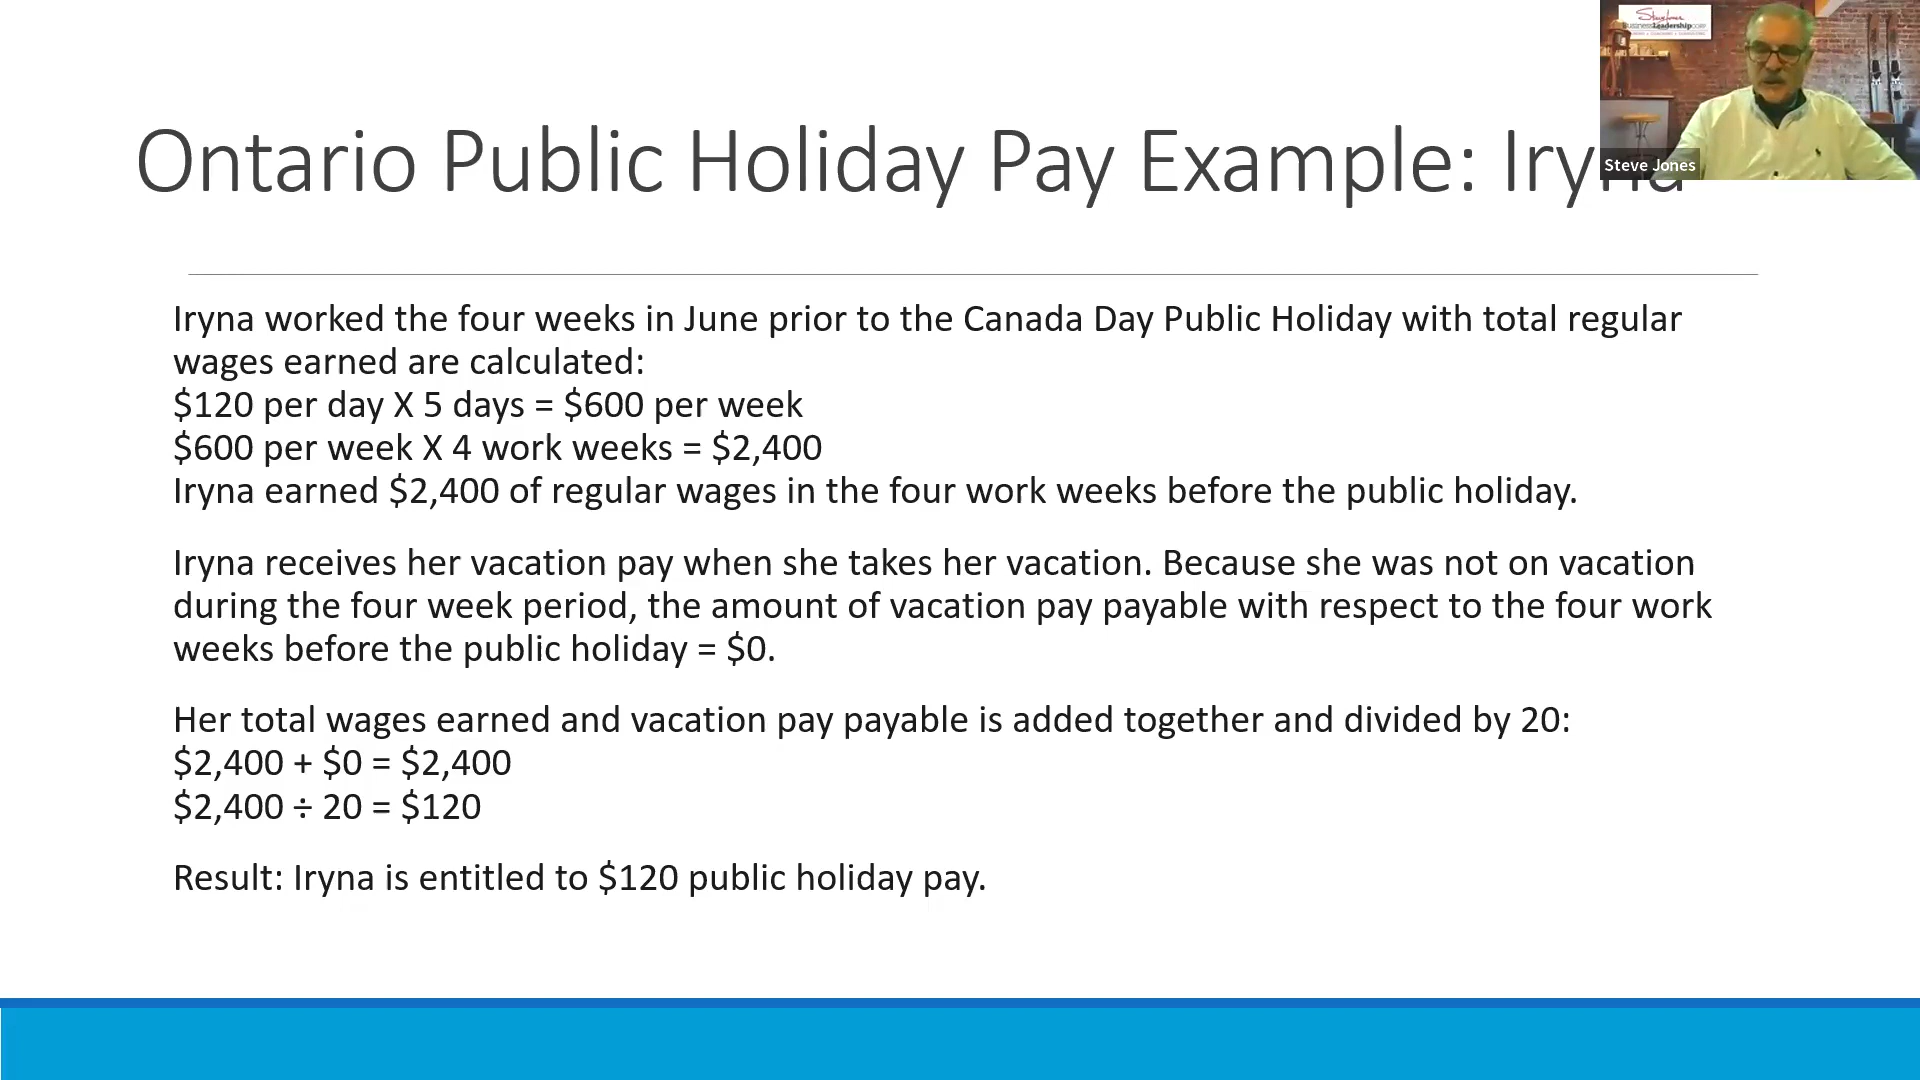 Ontario Public Holiday Pay Example: Iryna
Steve Jones
Iryna worked the four weeks in June prior to the Canada Day Public Holiday with total regular
wages earned are calculated:
$120 per day X 5 days = $600 per week
$600 per week X 4 work weeks = $2,400
Iryna earned $2,400 of regular wages in the four work weeks before the public holiday.
Iryna receives her vacation pay when she takes her vacation. Because she was not on vacation
during the four week period, the amount of vacation pay payable with respect to the four work
weeks before the public holiday = $0.
Her total wages earned and vacation pay payable is added together and divided by 20:
$2,400 + $0 = $2,400
$2,400 ÷ 20 = $120
Result: Iryna is entitled to $120 public holiday pay.